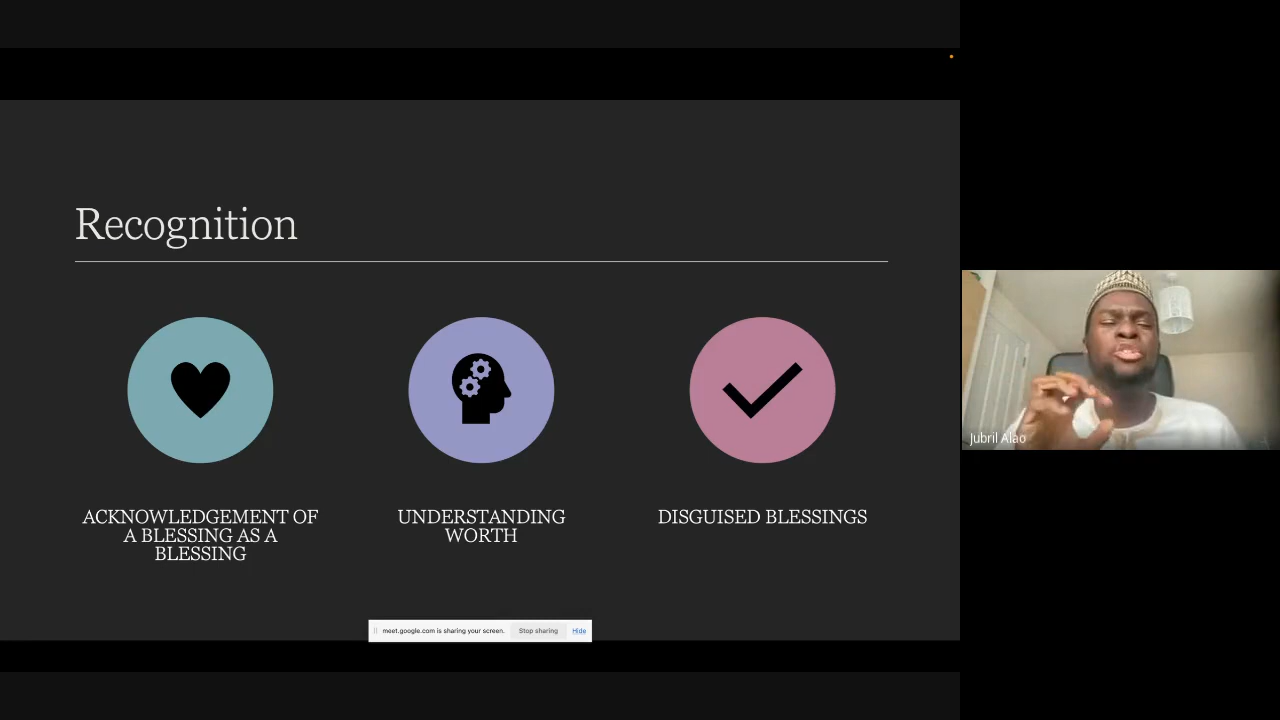 Recognition
ACKNOWLEDGEMENT OF
A BLESSING AS A
BLESSING
UNDERSTANDING
WORTH
DISGUISED BLESSINGS
meet.google.com is sharing your screen. Stop sharing Hide
Jubril Alao